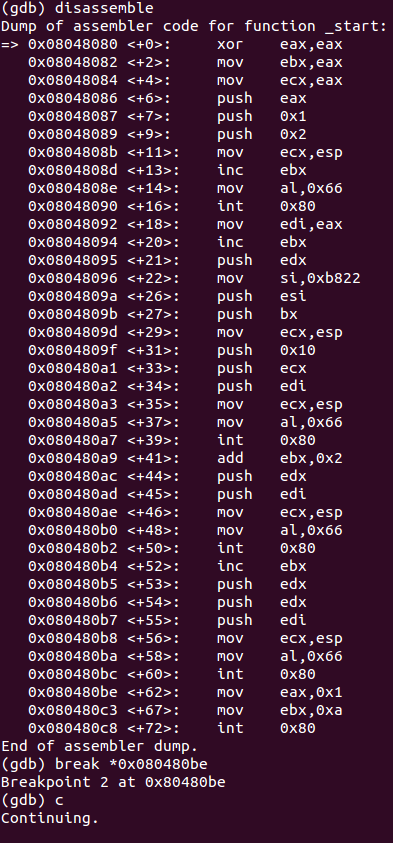 (gdb) disassemble
Dump of assembler code for function _start:
=> 0x08048080 <+0>:     xor    eax,eax
   0x08048082 <+2>:     mov    ebx,eax
   0x08048084 <+4>:     mov    ecx,eax
   0x08048086 <+6>:     push   eax
   0x08048087 <+7>:     push   0x1
   0x08048089 <+9>:     push   0x2
   0x0804808b <+11>:    mov    ecx,esp
   0x0804808d <+13>:    inc    ebx
   0x0804808e <+14>:    mov    al,0x66
   0x08048090 <+16>:    int    0x80
   0x08048092 <+18>:    mov    edi,eax
   0x08048094 <+20>:    inc    ebx
   0x08048095 <+21>:    push   edx
   0x08048096 <+22>:    mov    si,0xb822
   0x0804809a <+26>:    push   esi
   0x0804809b <+27>:    push   bx
   0x0804809d <+29>:    mov    ecx,esp
   0x0804809f <+31>:    push   0x10
   0x080480a1 <+33>:    push   ecx
   0x080480a2 <+34>:    push   edi
   0x080480a3 <+35>:    mov    ecx,esp
   0x080480a5 <+37>:    mov    al,0x66
   0x080480a7 <+39>:    int    0x80
   0x080480a9 <+41>:    add    ebx,0x2
   0x080480ac <+44>:    push   edx
   0x080480ad <+45>:    push   edi
   0x080480ae <+46>:    mov    ecx,esp
   0x080480b0 <+48>:    mov    al,0x66
   0x080480b2 <+50>:    int    0x80
   0x080480b4 <+52>:    inc    ebx
   0x080480b5 <+53>:    push   edx
   0x080480b6 <+54>:    push   edx
   0x080480b7 <+55>:    push   edi
   0x080480b8 <+56>:    mov    ecx,esp
   0x080480ba <+58>:    mov    al,0x66
   0x080480bc <+60>:    int    0x80
   0x080480be <+62>:    mov    eax,0x1
   0x080480c3 <+67>:    mov    ebx,0xa
   0x080480c8 <+72>:    int    0x80
End of assembler dump.
(gdb) break *0x080480be
Breakpoint 2 at 0x80480be
(gdb) c
Continuing.